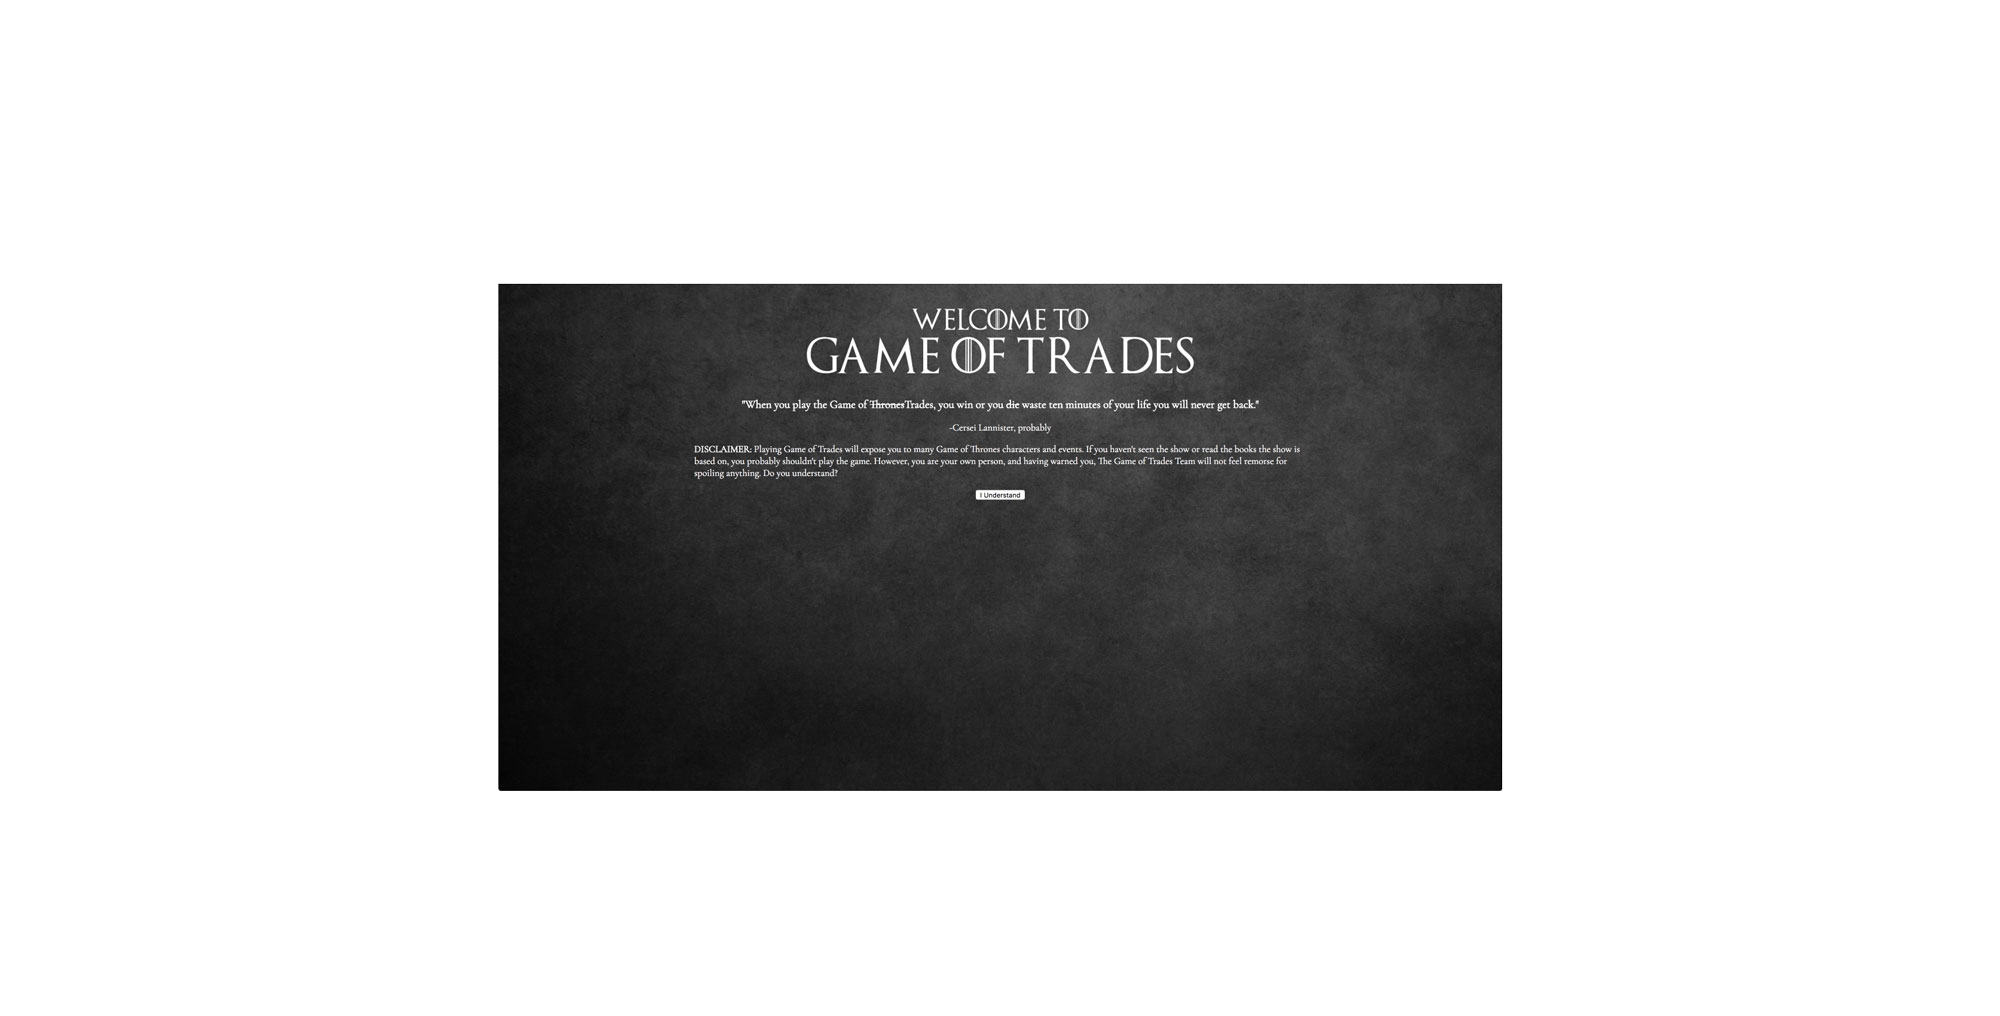 WELCOME TO
GAME OF TRADES
"When you play the Game of ThronesTrades, you win or you die waste ten minutes of your life you will never get back."
-Cersei Lannister, probably
DISCLAIMER: Playing Game of Trades will expose you to many Game of Thrones characters and events. If you haven't seen the show or read the books the show is
based on, you probably shouldn't play the game. However, you are your own person, and having warned you, The Game of Trades Team will not feel remorse for
spoiling anything. Do you understand?
I Understand